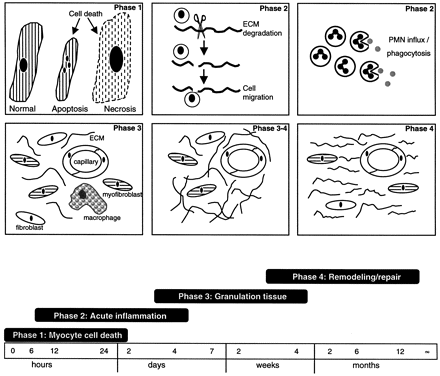 Phase 1
Cell death
Normal
Apoptosis
Necrosis
Phase 2
ECM
degradation
Cell
migration
Phase 2
PMN influx /
phagocytosis
Phase 3
ECM
capillary
myofibroblast
macrophage
fibroblast
Phase 3-4
Phase 4
Phase 4: Remodeling/repair
Phase 3: Granulation tissue
Phase 2: Acute inflammation
Phase 1: Myocyte cell death
0 6 12 24 2 4 7 2 4 2 6 12 ~
hours days weeks months